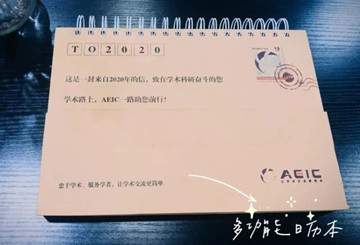 TO2020
这是一封来自2020年的信，致在学术科研奋斗的您
学术路上，AEIC一路助您前行！
AEIC
忠于学术、服务学者，让学术交流更简单
多功能日历本